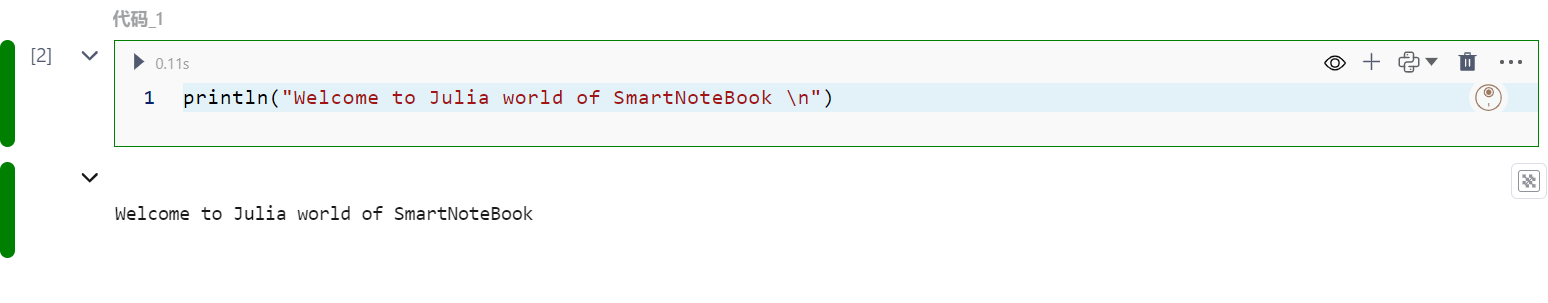 代码_1
[2]
0.11s
1 println("Welcome to Julia world of SmartNoteBook \n")
Welcome to Julia world of SmartNoteBook